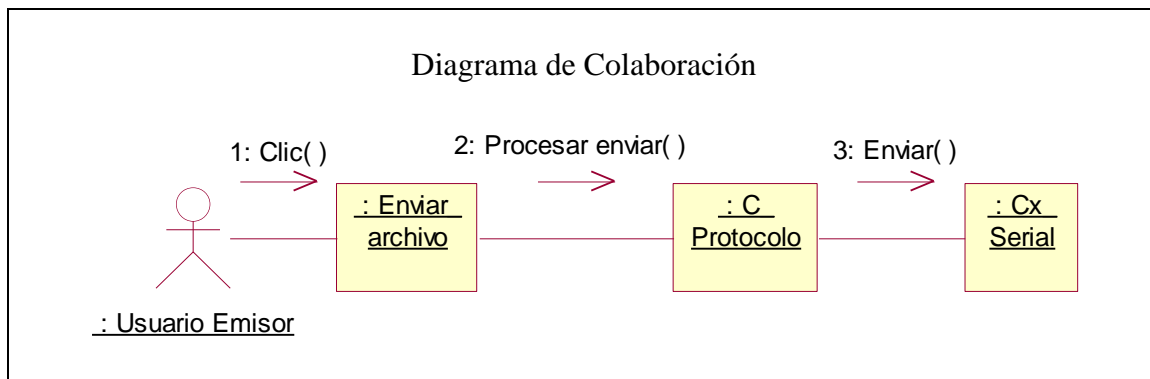 Diagrama de Colaboración
1: Clic( )
2: Procesar enviar( )
3: Enviar( )
: Enviar
archivo
: C
Protocolo
: Cx
Serial
: Usuario Emisor